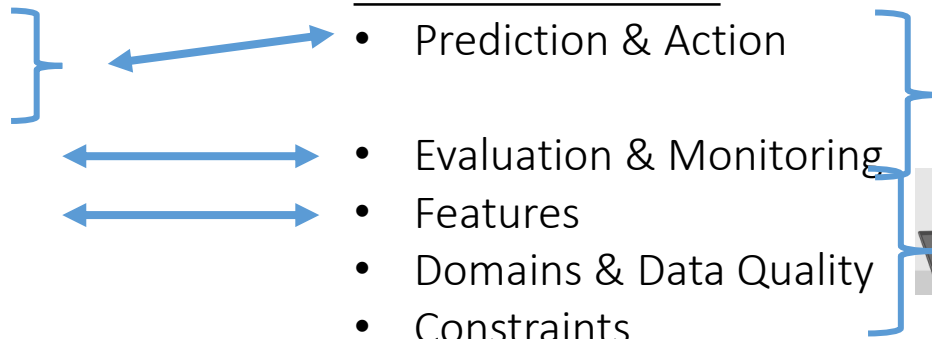 • Prediction & Action
• Evaluation & Monitoring
• Features
• Domains & Data Quality
• Constraints